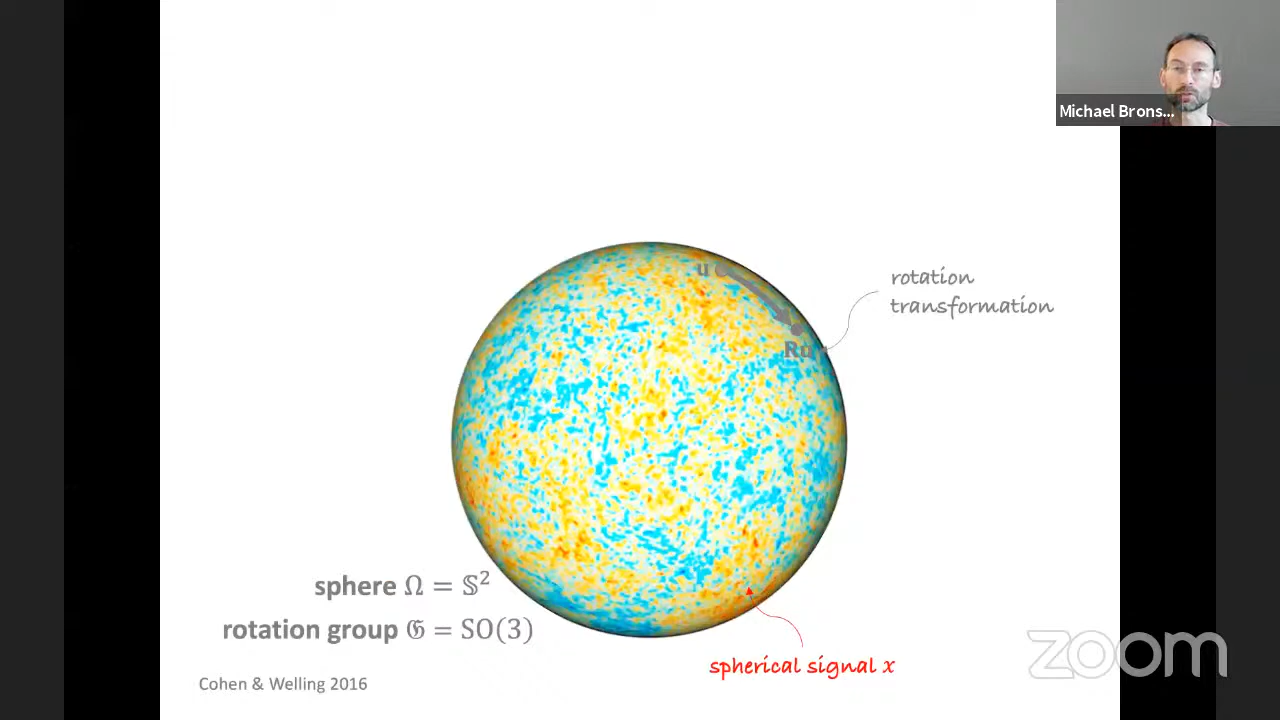 Michael Brons...
u
rotation
transformation
Ru
sphere Ω = 𝕊²
rotation group 𝔊 = SO(3)
spherical signal x
Cohen & Welling 2016
zoom